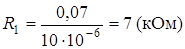 R₁ = 0,07 / 10·10⁻⁶ = 7 (кОм)